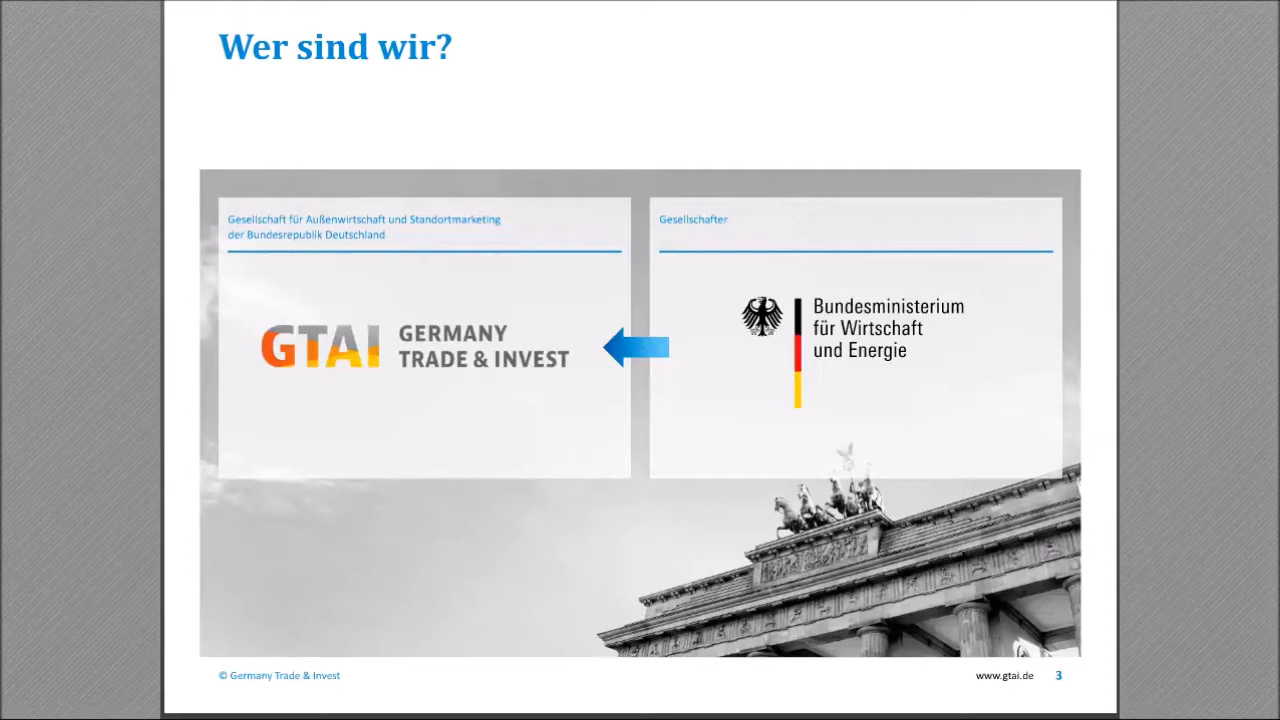 Wer sind wir?
Gesellschaft für Außenwirtschaft und Standortmarketing
der Bundesrepublik Deutschland
GTAI GERMANY
TRADE & INVEST
Gesellschafter
Bundesministerium
für Wirtschaft
und Energie
© Germany Trade & Invest
www.gtai.de 3